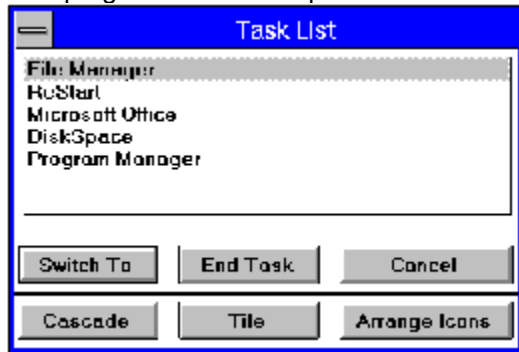 Task List
File Manager
ReStart
Microsoft Office
DiskSpace
Program Manager
Switch To End Task Cancel
Cascade Tile Arrange Icons